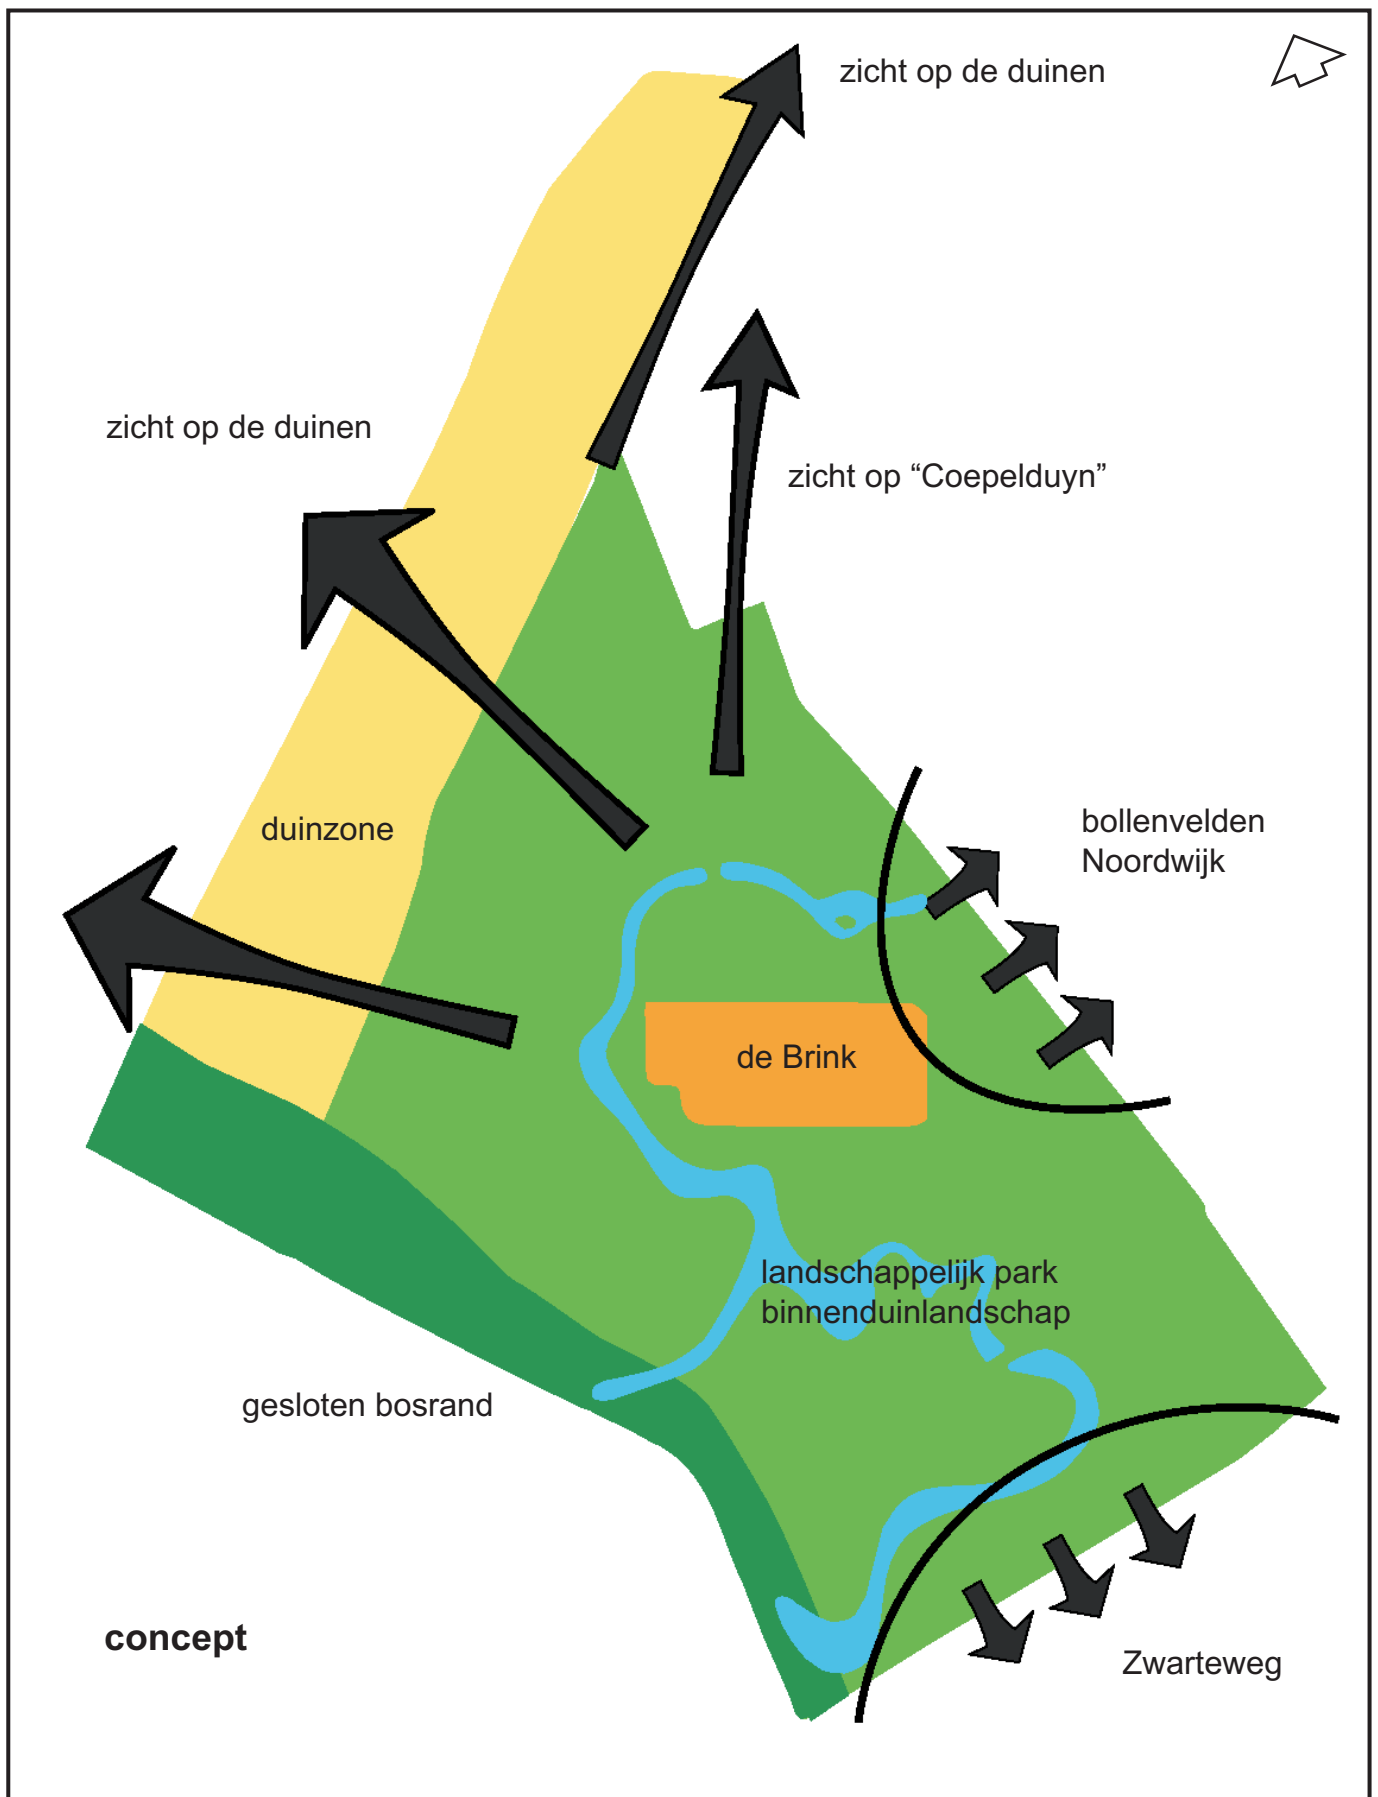 zicht op de duinen
zicht op de duinen
zicht op “Coepelduyn”
duinzone
bollenvelden
Noordwijk
de Brink
landschappelijk park
binnenduinlandschap
gesloten bosrand
concept
Zwarteweg